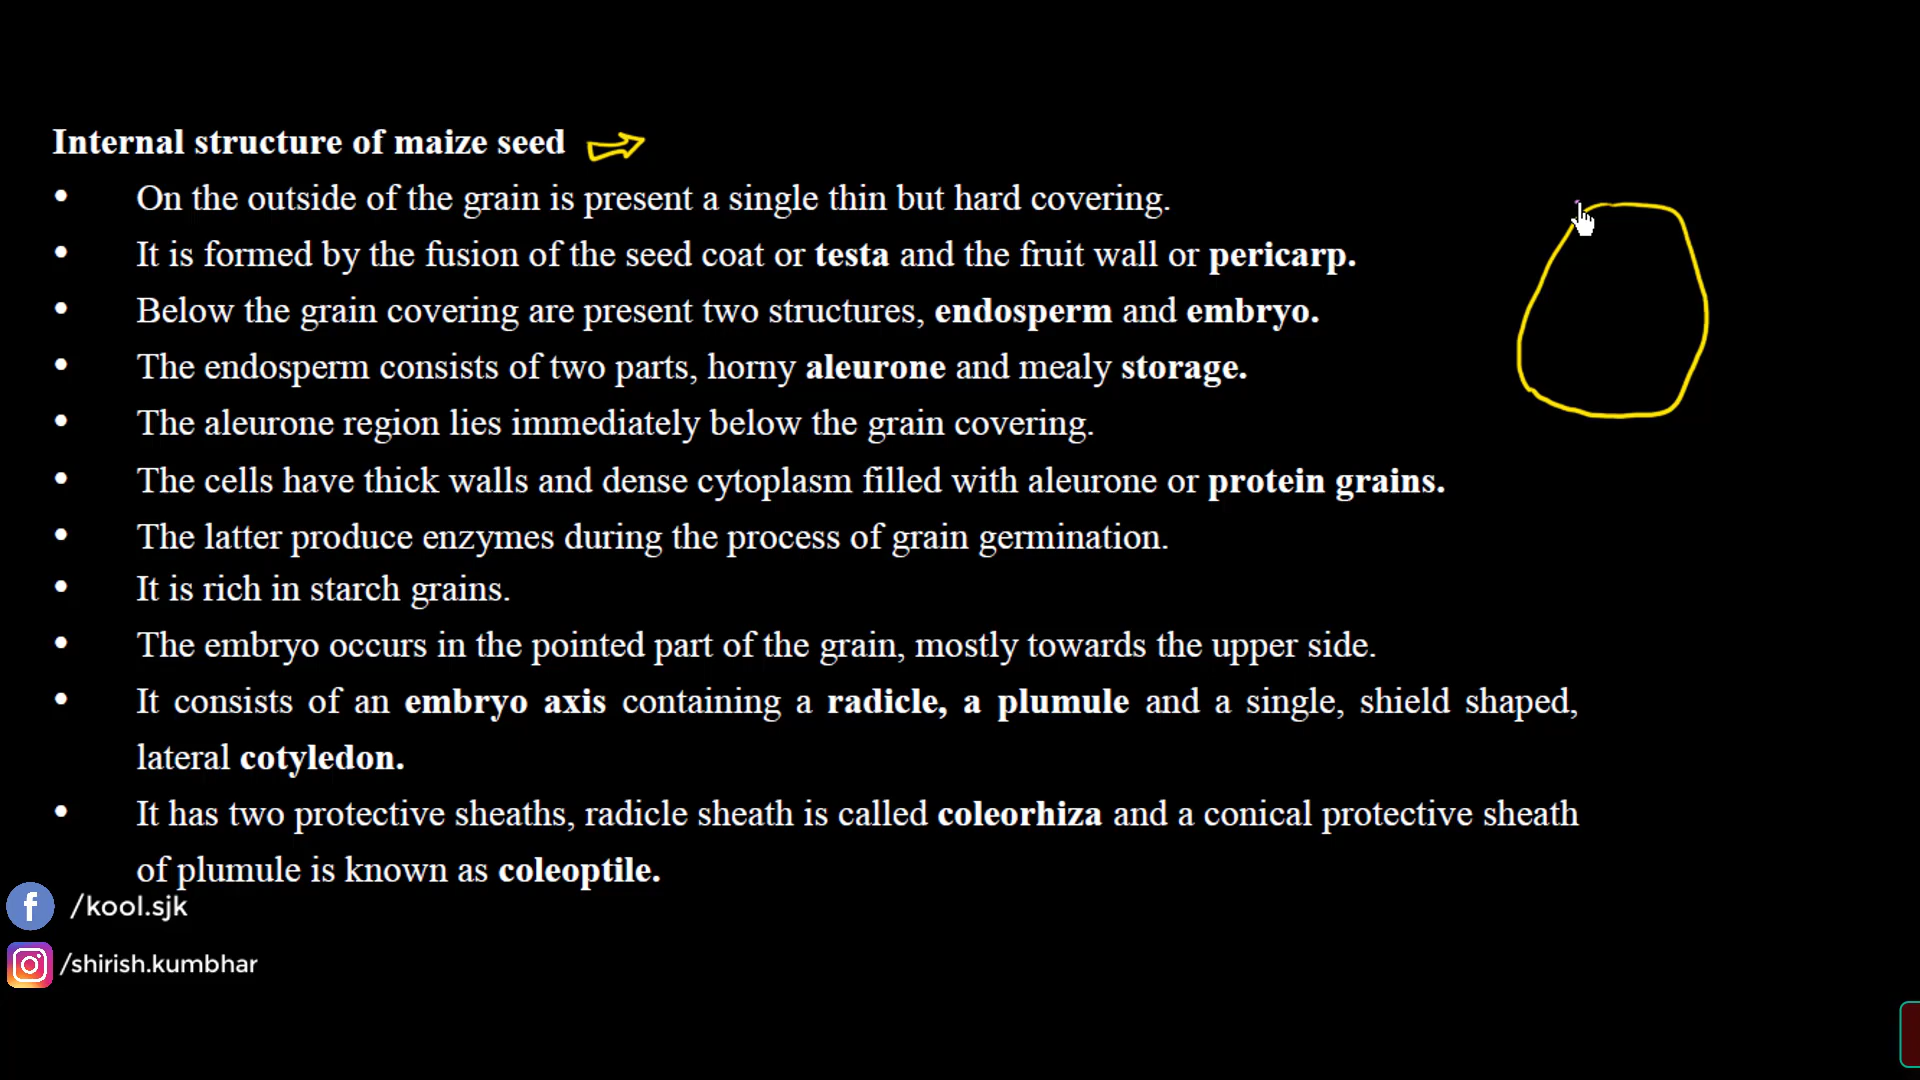 Internal structure of maize seed
• On the outside of the grain is present a single thin but hard covering.
• It is formed by the fusion of the seed coat or testa and the fruit wall or pericarp.
• Below the grain covering are present two structures, endosperm and embryo.
• The endosperm consists of two parts, horny aleurone and mealy storage.
• The aleurone region lies immediately below the grain covering.
• The cells have thick walls and dense cytoplasm filled with aleurone or protein grains.
• The latter produce enzymes during the process of grain germination.
• It is rich in starch grains.
• The embryo occurs in the pointed part of the grain, mostly towards the upper side.
• It consists of an embryo axis containing a radicle, a plumule and a single, shield shaped,
lateral cotyledon.
• It has two protective sheaths, radicle sheath is called coleorhiza and a conical protective sheath
of plumule is known as coleoptile.
/kool.sjk
/shirish.kumbhar